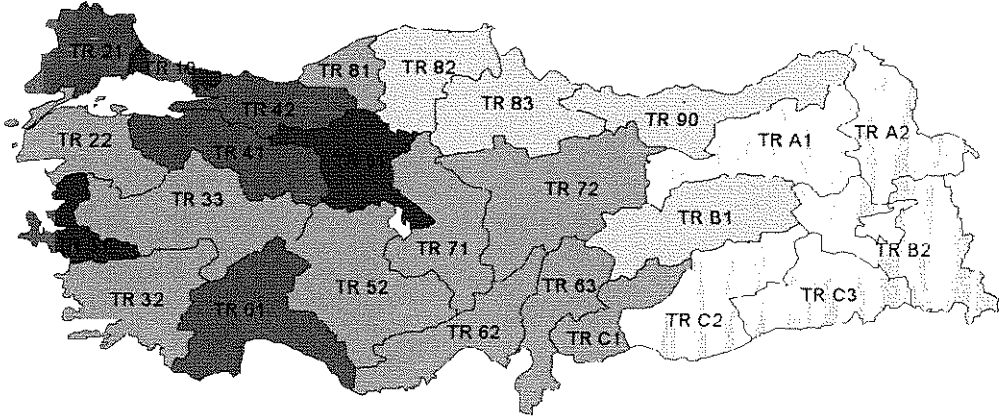 TR 21
TR 10
TR 81
TR 82
TR 83
TR 42
TR 90
TR 22
TR 41
TR A1
TR A2
TR 33
TR 72
TR B1
TR 71
TR B2
TR 32
TR 61
TR 52
TR 63
TR C3
TR 62
TR C1
TR C2